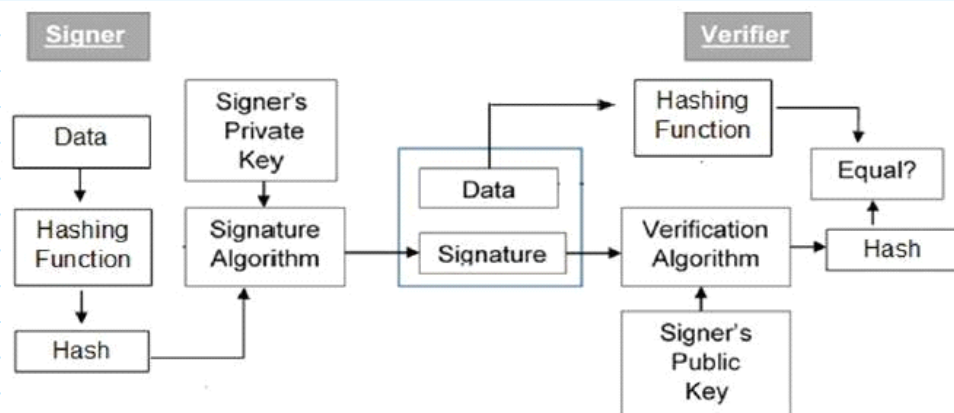 Signer
Verifier
Data
Hashing
Function
Hash
Signer's
Private
Key
Signature
Algorithm
Data
Signature
Hashing
Function
Verification
Algorithm
Signer's
Public
Key
Equal?
Hash